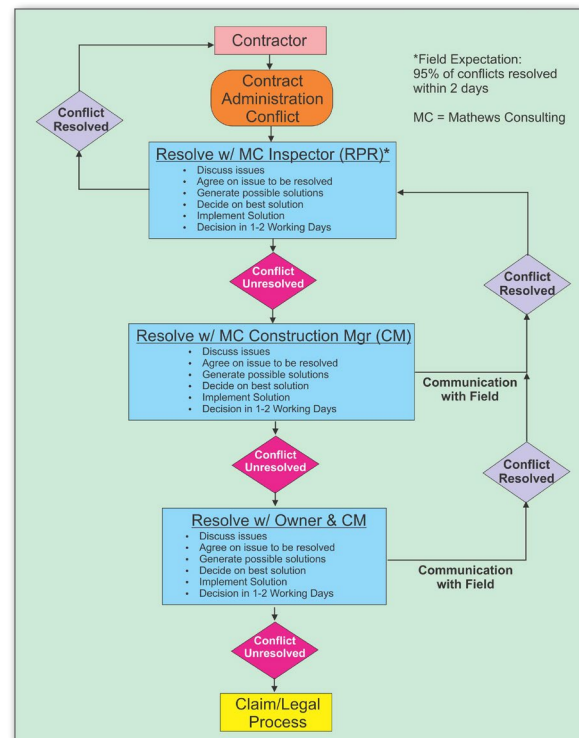 Contractor
*Field Expectation:
95% of conflicts resolved
within 2 days
MC = Mathews Consulting
Contract
Administration
Conflict
Conflict
Resolved
Resolve w/ MC Inspector (RPR)*
• Discuss issues
• Agree on issue to be resolved
• Generate possible solutions
• Decide on best solution
• Implement Solution
• Decision in 1-2 Working Days
Conflict
Unresolved
Conflict
Resolved
Resolve w/ MC Construction Mgr (CM)
• Discuss issues
• Agree on issue to be resolved
• Generate possible solutions
• Decide on best solution
• Implement Solution
• Decision in 1-2 Working Days
Communication
with Field
Conflict
Unresolved
Conflict
Resolved
Resolve w/ Owner & CM
• Discuss issues
• Agree on issue to be resolved
• Generate possible solutions
• Decide on best solution
• Implement Solution
• Decision in 1-2 Working Days
Communication
with Field
Conflict
Unresolved
Claim/Legal
Process